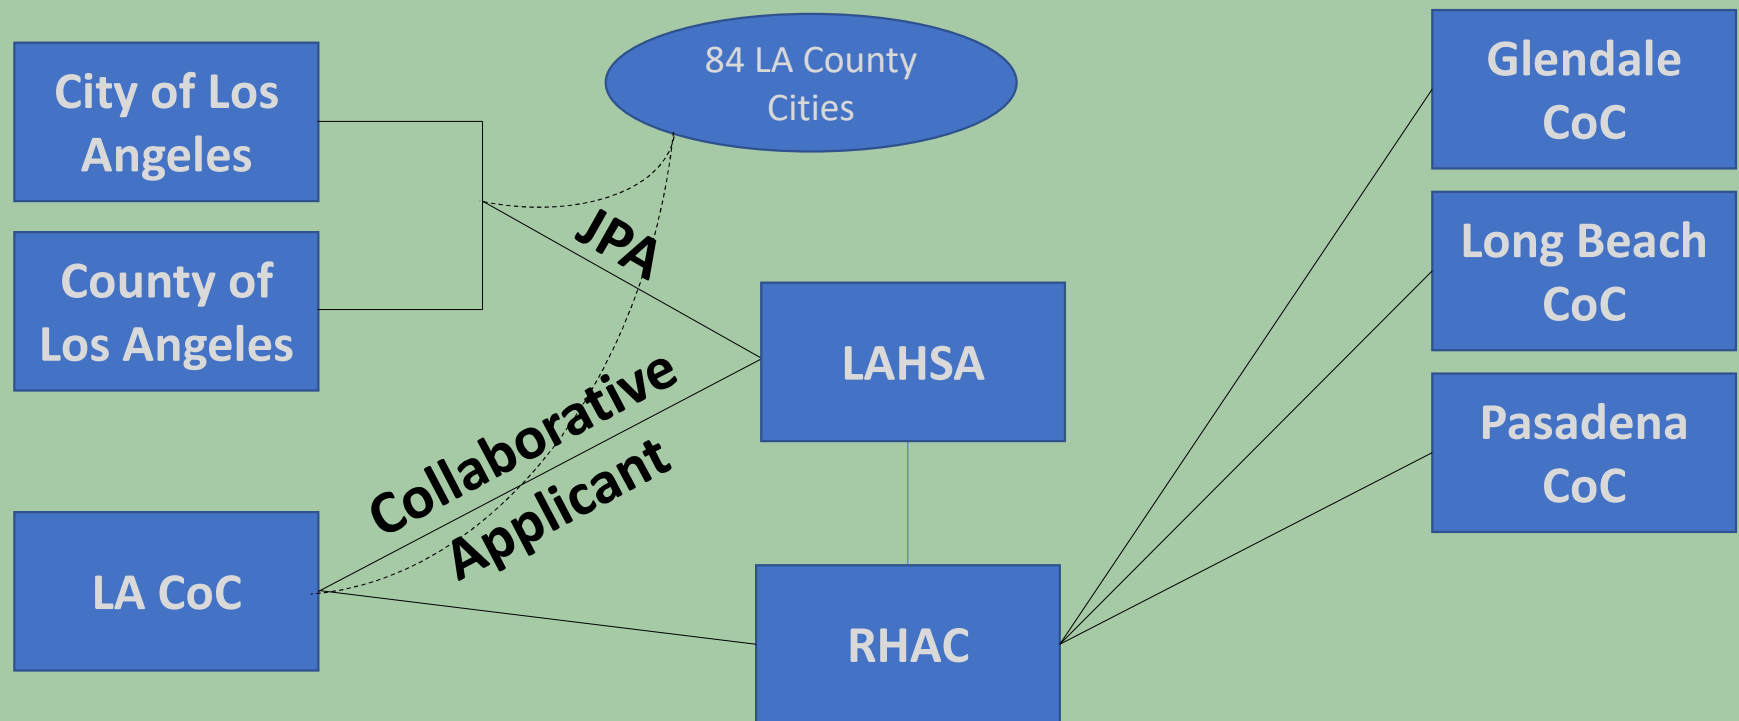 City of Los
Angeles
County of
Los Angeles
LA CoC
84 LA County
Cities
JPA
Collaborative
Applicant
LAHSA
RHAC
Glendale
CoC
Long Beach
CoC
Pasadena
CoC